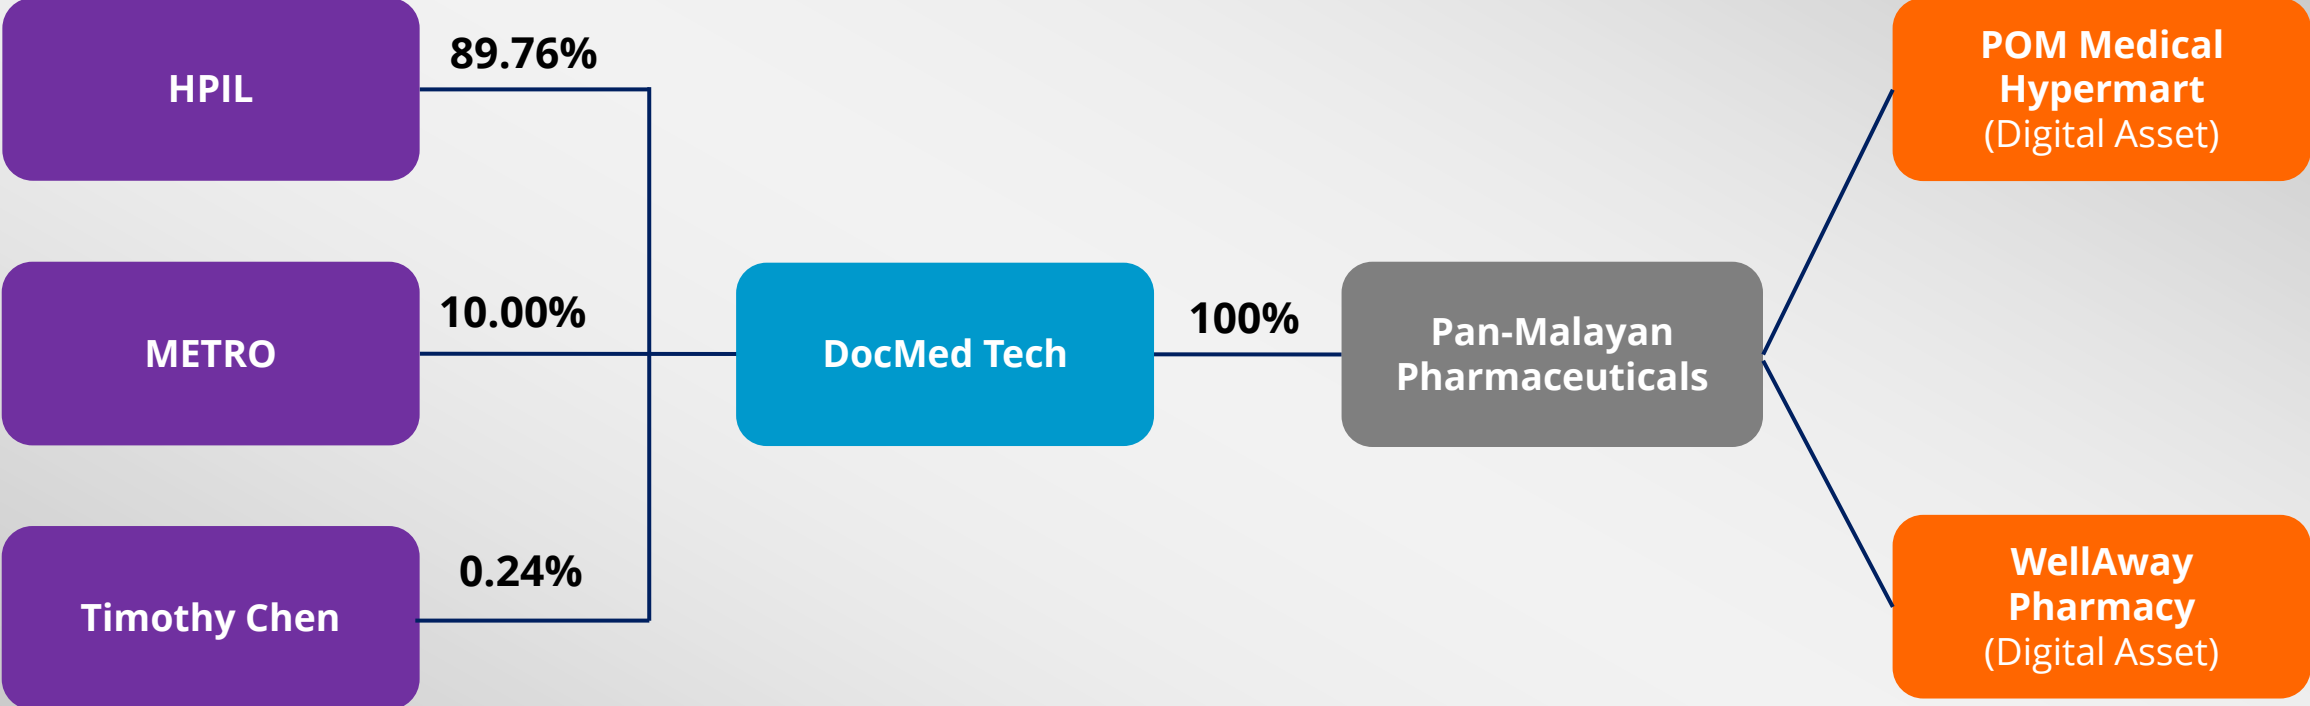 HPIL
89.76%
METRO
10.00%
Timothy Chen
0.24%
DocMed Tech
100%
Pan-Malayan
Pharmaceuticals
POM Medical
Hypermart
(Digital Asset)
WellAway
Pharmacy
(Digital Asset)